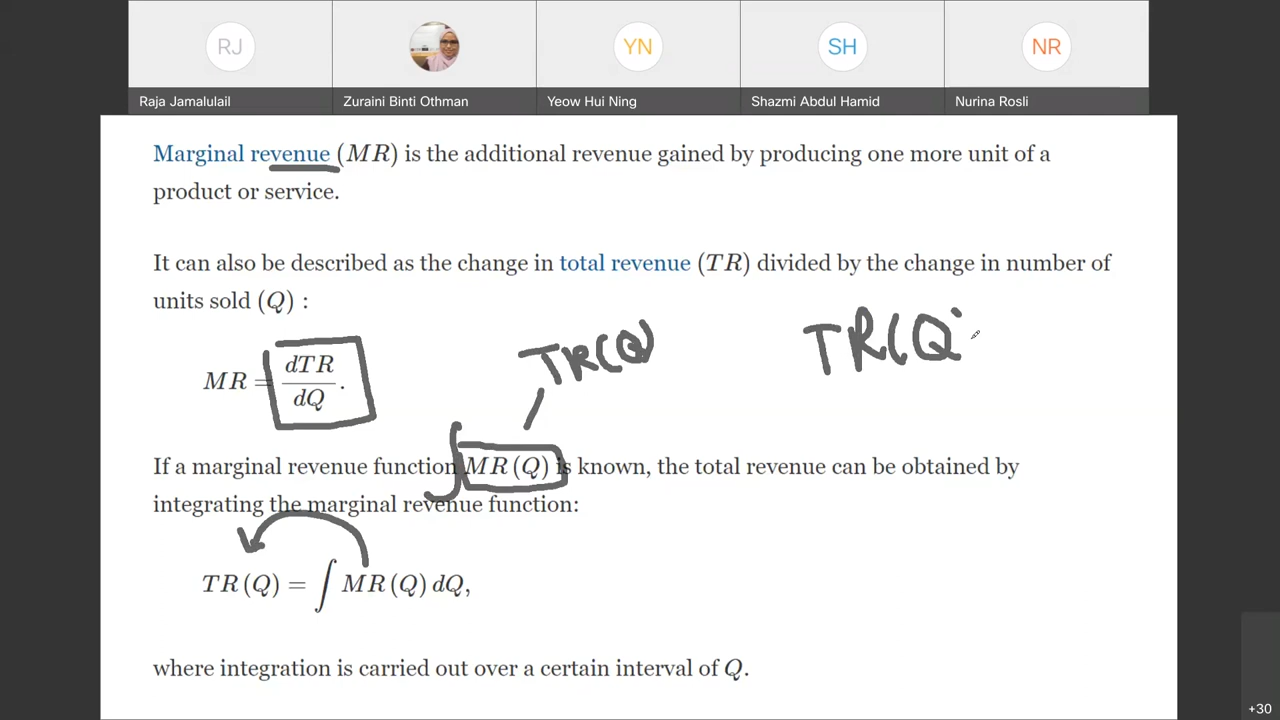 RJ
YN
SH
NR
Raja Jamalulail
Zuraini Binti Othman
Yeow Hui Ning
Shazmi Abdul Hamid
Nurina Rosli
Marginal revenue (MR) is the additional revenue gained by producing one more unit of a
product or service.
It can also be described as the change in total revenue (TR) divided by the change in number of
units sold (Q) :
TR(Q)
TR(Q
MR = dTR/dQ.
∫
If a marginal revenue function MR(Q) is known, the total revenue can be obtained by
integrating the marginal revenue function:
TR(Q) = ∫ MR(Q) dQ,
where integration is carried out over a certain interval of Q.
+30